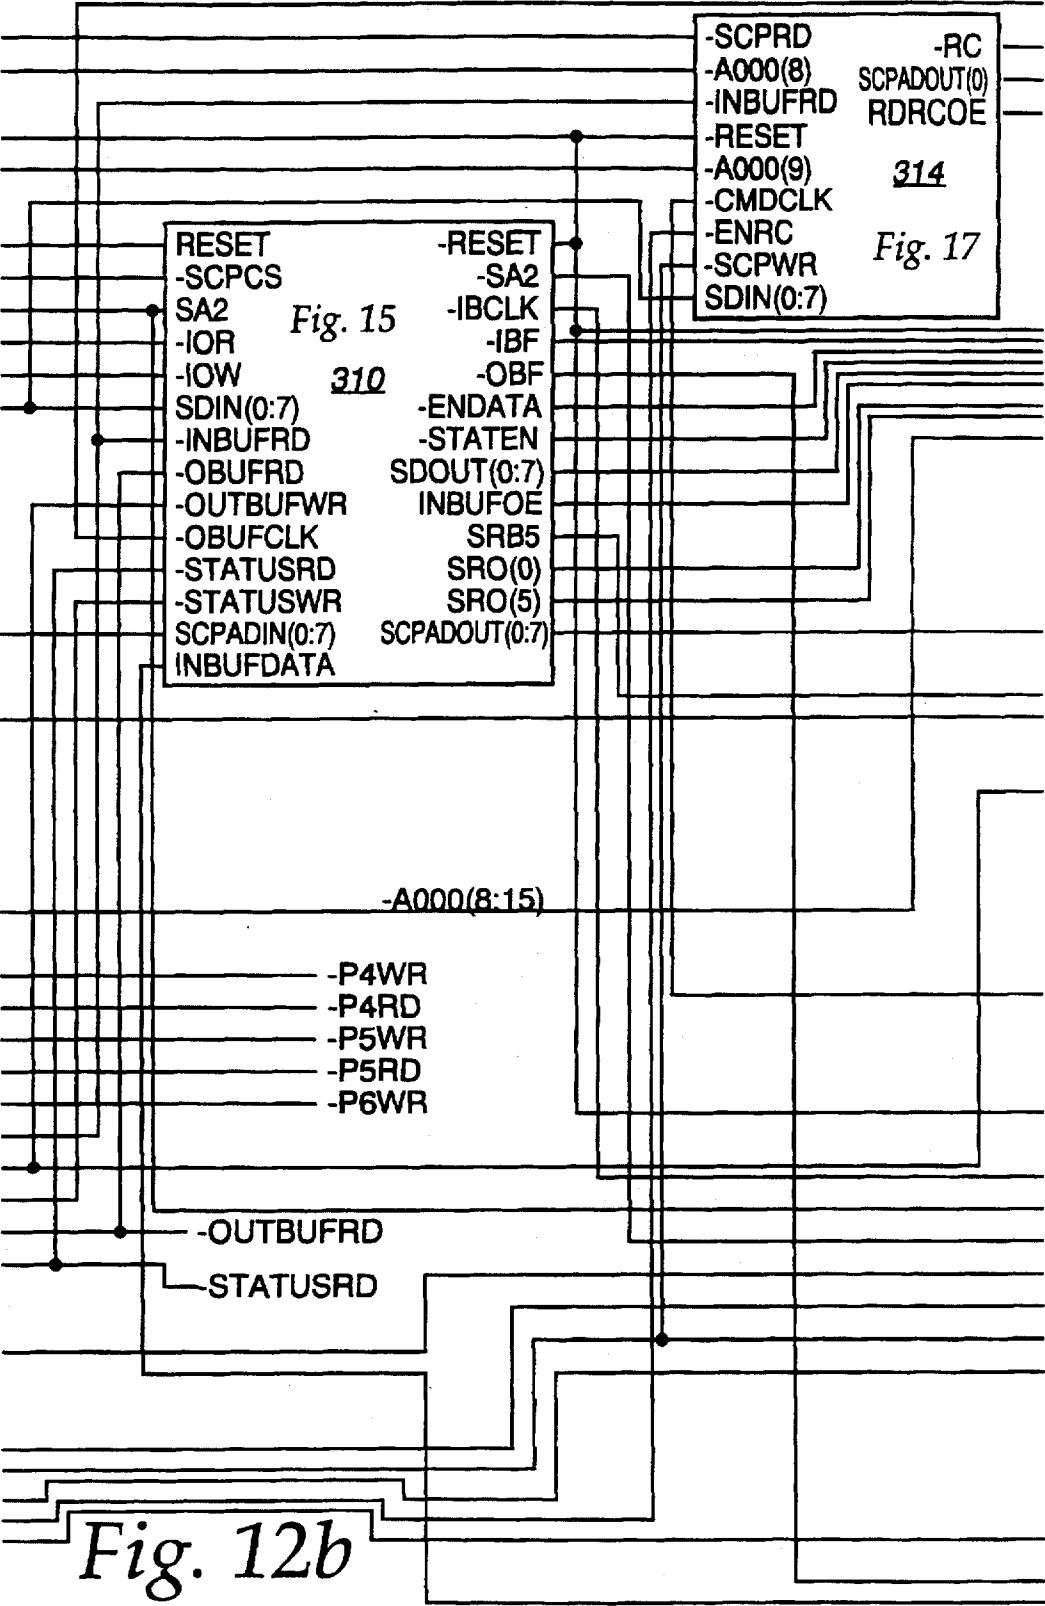 -SCPRD
-A000(8)
-INBUFRD
-RESET
-A000(9)
-CMDCLK
-ENRC
-SCPWR
SDIN(0:7)
-RC
SCPADOUT(0)
RDRCOE
314
Fig. 17
RESET
-SCPCS
SA2
-IOR
-IOW
SDIN(0:7)
-INBUFRD
-OBUFRD
-OUTBUFWR
-OBUFCLK
-STATUSRD
-STATUSWR
SCPADIN(0:7)
INBUFDATA
Fig. 15
310
-RESET
-SA2
-IBCLK
-IBF
-OBF
-ENDATA
-STATEN
SDOUT(0:7)
INBUFOE
SRB5
SRO(0)
SRO(5)
SCPADOUT(0:7)
-A000(8:15)
-P4WR
-P4RD
-P5WR
-P5RD
-P6WR
-OUTBUFRD
-STATUSRD
Fig. 12b